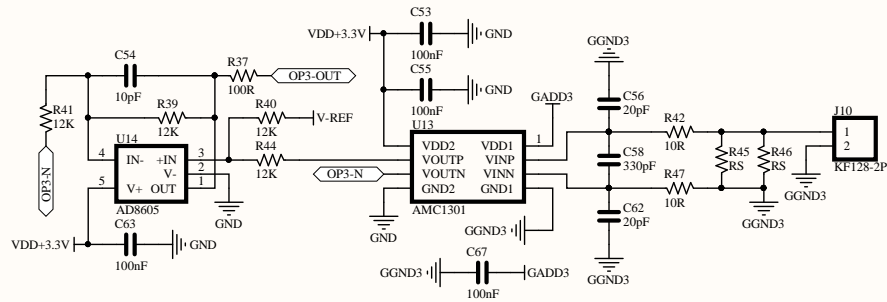 C54
10pF
R37
100R
OP3-OUT
R41
12K
R39
12K
R40
12K
V-REF
R44
12K
U14
4
IN-
+IN
3
V-
2
5
V+
OUT
1
AD8605
OP3-N
VDD+3.3V
C63
100nF
GND
GND
VDD+3.3V
C53
100nF
GND
C55
100nF
GND
U13
VDD2
VDD1
1
VOUTP
VINP
VOUTN
VINN
GND2
GND1
AMC1301
OP3-N
GND
GADD3
GGND3
GGND3
C67
100nF
GADD3
GGND3
C56
20pF
C58
330pF
C62
20pF
GGND3
R42
10R
R47
10R
R45
RS
R46
RS
GGND3
J10
1
2
KF128-2P
GGND3